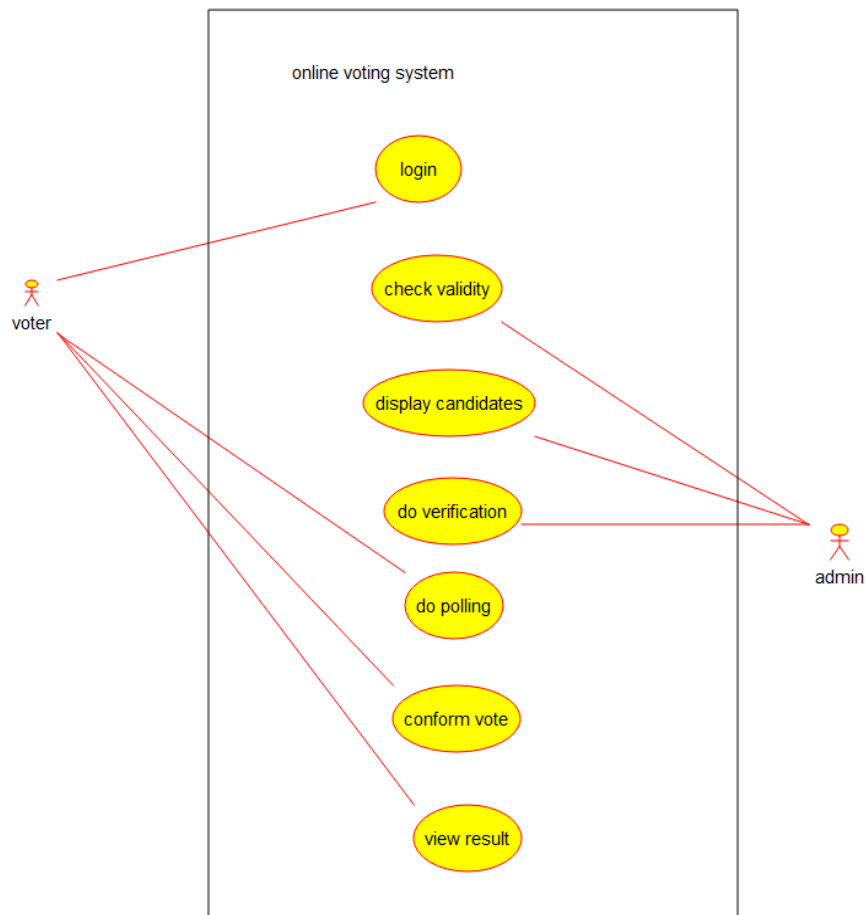 online voting system
login
check validity
voter
display candidates
do verification
admin
do polling
conform vote
view result